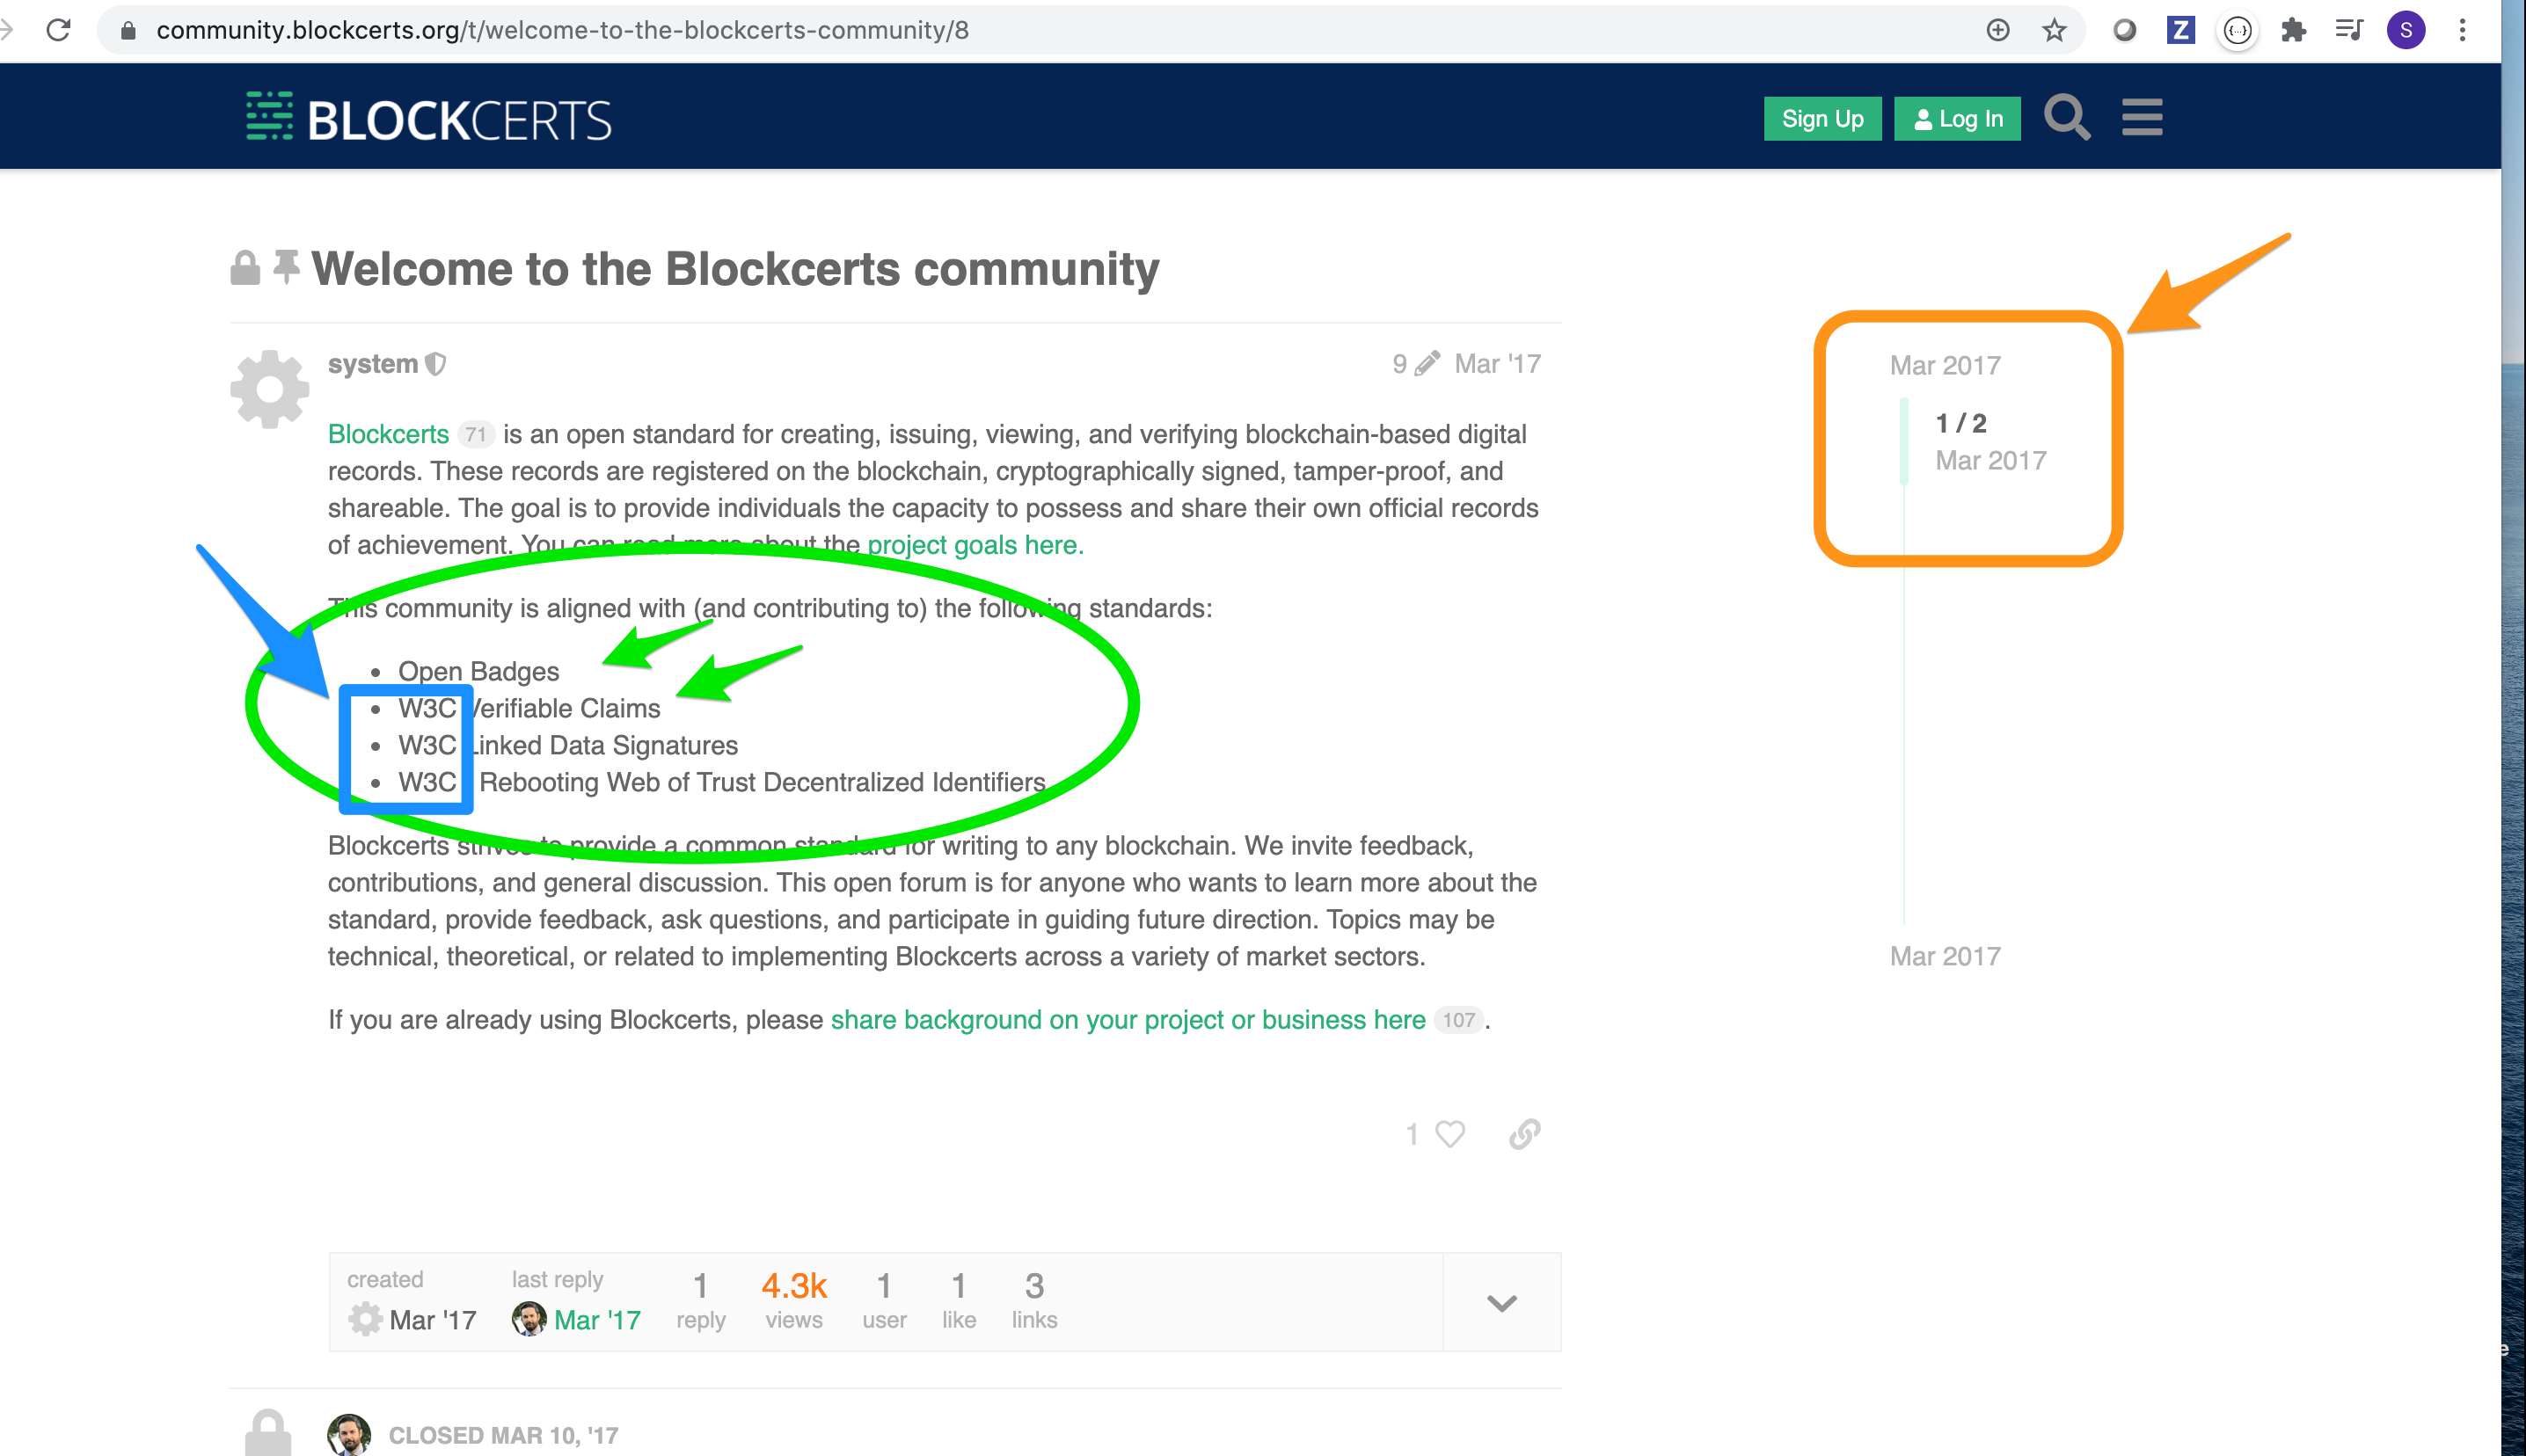 community.blockcerts.org/t/welcome-to-the-blockcerts-community/8
Z
{...}
S
BLOCKCERTS
Sign Up
Log In
Welcome to the Blockcerts community
system
9
Mar '17
Blockcerts 71 is an open standard for creating, issuing, viewing, and verifying blockchain-based digital
records. These records are registered on the blockchain, cryptographically signed, tamper-proof, and
shareable. The goal is to provide individuals the capacity to possess and share their own official records
of achievement. You can read more about the project goals here.
This community is aligned with (and contributing to) the following standards:
• Open Badges
• W3C Verifiable Claims
• W3C Linked Data Signatures
• W3C Rebooting Web of Trust Decentralized Identifiers
Blockcerts strives to provide a common standard for writing to any blockchain. We invite feedback,
contributions, and general discussion. This open forum is for anyone who wants to learn more about the
standard, provide feedback, ask questions, and participate in guiding future direction. Topics may be
technical, theoretical, or related to implementing Blockcerts across a variety of market sectors.
If you are already using Blockcerts, please share background on your project or business here 107.
Mar 2017
1 / 2
Mar 2017
Mar 2017
1
created
Mar '17
last reply
Mar '17
1
reply
4.3k
views
1
user
1
like
3
links
e
CLOSED MAR 10, '17